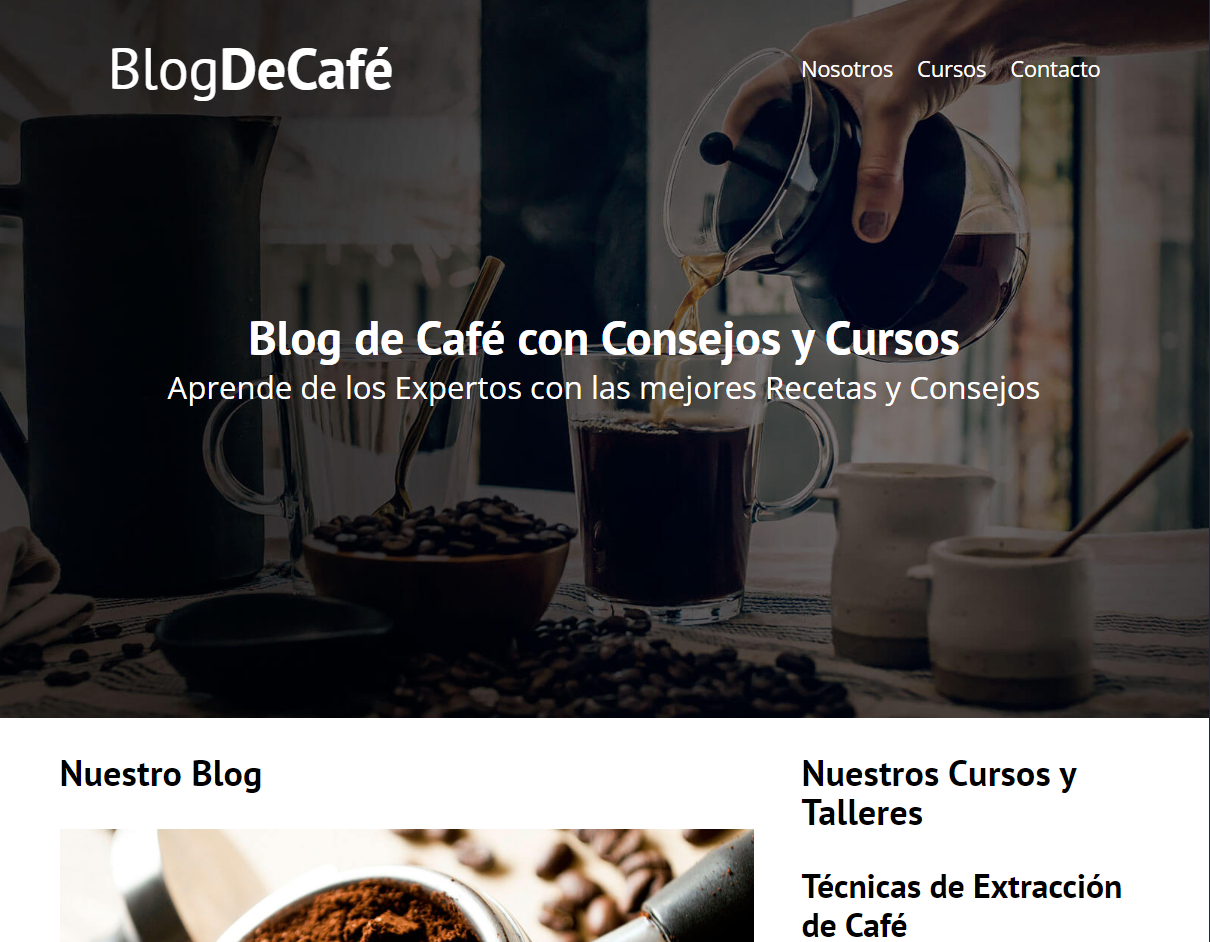 BlogDeCafé
Nosotros Cursos Contacto
Blog de Café con Consejos y Cursos
Aprende de los Expertos con las mejores Recetas y Consejos
Nuestro Blog
Nuestros Cursos y
Talleres
Técnicas de Extracción
de Café